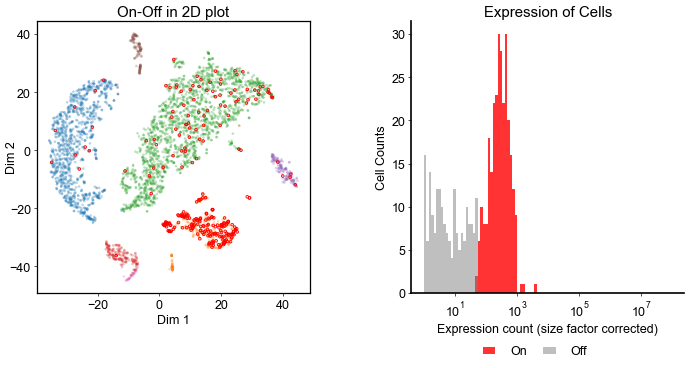 On-Off in 2D plot
Dim 2
40
20
0
−20
−40
−20
0
20
40
Dim 1
Expression of Cells
Cell Counts
30
25
20
15
10
5
0
10^1
10^3
10^5
10^7
Expression count (size factor corrected)
On
Off